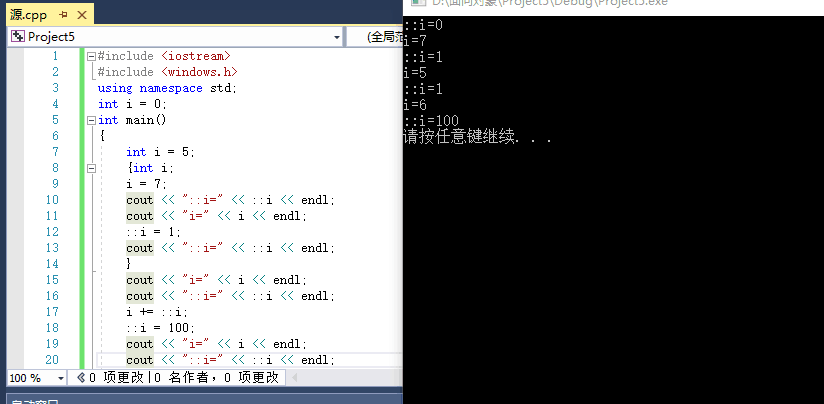 源.cpp
Project5
(全局范
1 #include <iostream>
2 #include <windows.h>
3 using namespace std;
4 int i = 0;
5 int main()
6 {
7 int i = 5;
8 {int i;
9 i = 7;
10 cout << "::i=" << ::i << endl;
11 cout << "i=" << i << endl;
12 ::i = 1;
13 cout << "::i=" << ::i << endl;
14 }
15 cout << "i=" << i << endl;
16 cout << "::i=" << ::i << endl;
17 i += ::i;
18 ::i = 100;
19 cout << "i=" << i << endl;
20 cout << "::i=" << ::i << endl;
100 %
0 项更改|0 名作者，0 项更改
D:\面向对象\Project5\Debug\Project5.exe
::i=0
i=7
::i=1
i=5
::i=1
i=6
::i=100
请按任意键继续. . .